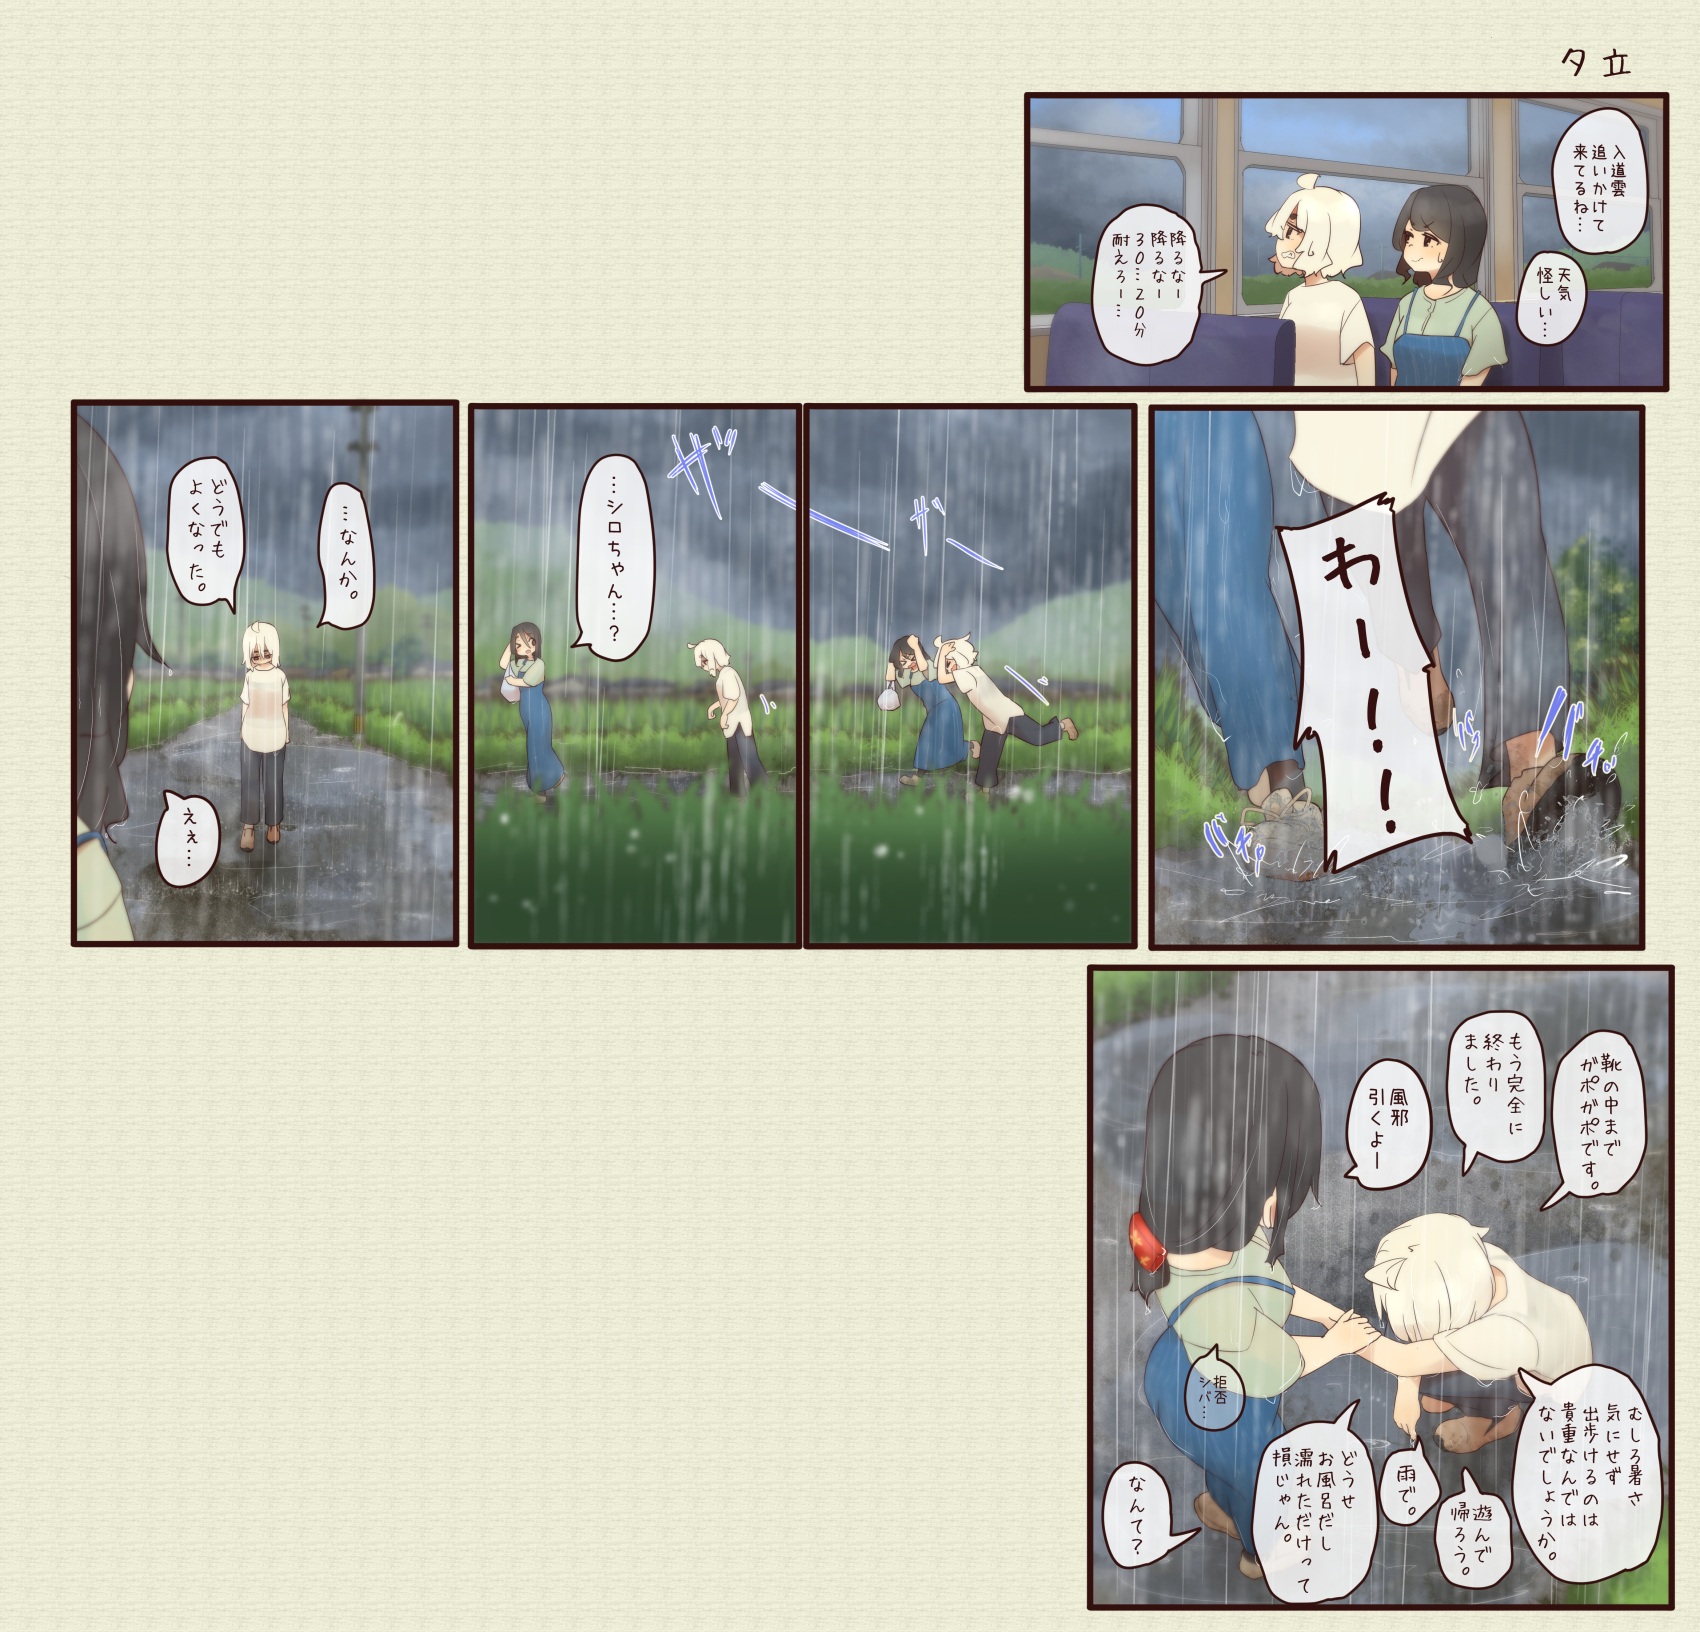 夕立
入道雲
追いかけて
来てるね…
天気
怪しい…
降るなー
降るなー
30…20分
耐えろー…
わーーー!!
バキバキ
ザー
ザー
…シロちゃん…?
…なんか。
どうでも
よくなった。
ええ…
靴の中まで
ガポガポです。
もう完全に
終わり
ました。
風邪
引くよー
むしろ暑さ
気にせず
出歩けるのは
貴重なんでは
ないでしょうか。
遊んで
帰ろう。
雨で。
どうせ
お風呂だし
濡れただけって
損じゃん。
拒否
シバ…
なんて?